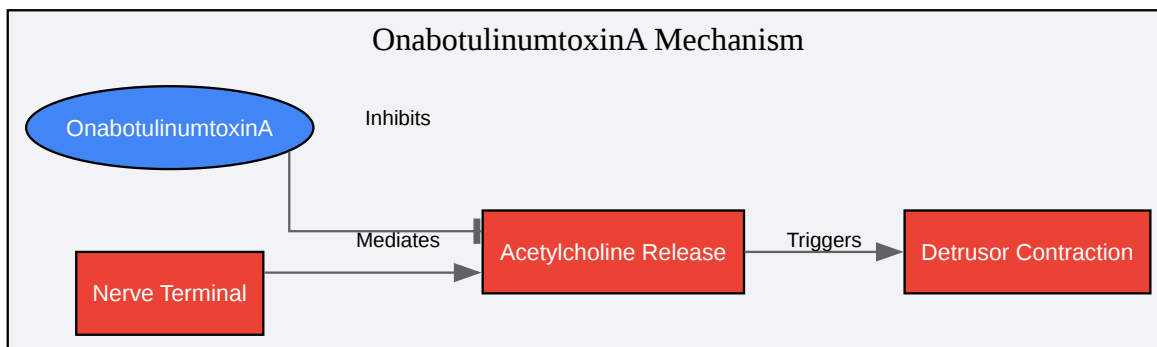 OnabotulinumtoxinA Mechanism
OnabotulinumtoxinA
Inhibits
Mediates
Acetylcholine Release
Triggers
Detrusor Contraction
Nerve Terminal